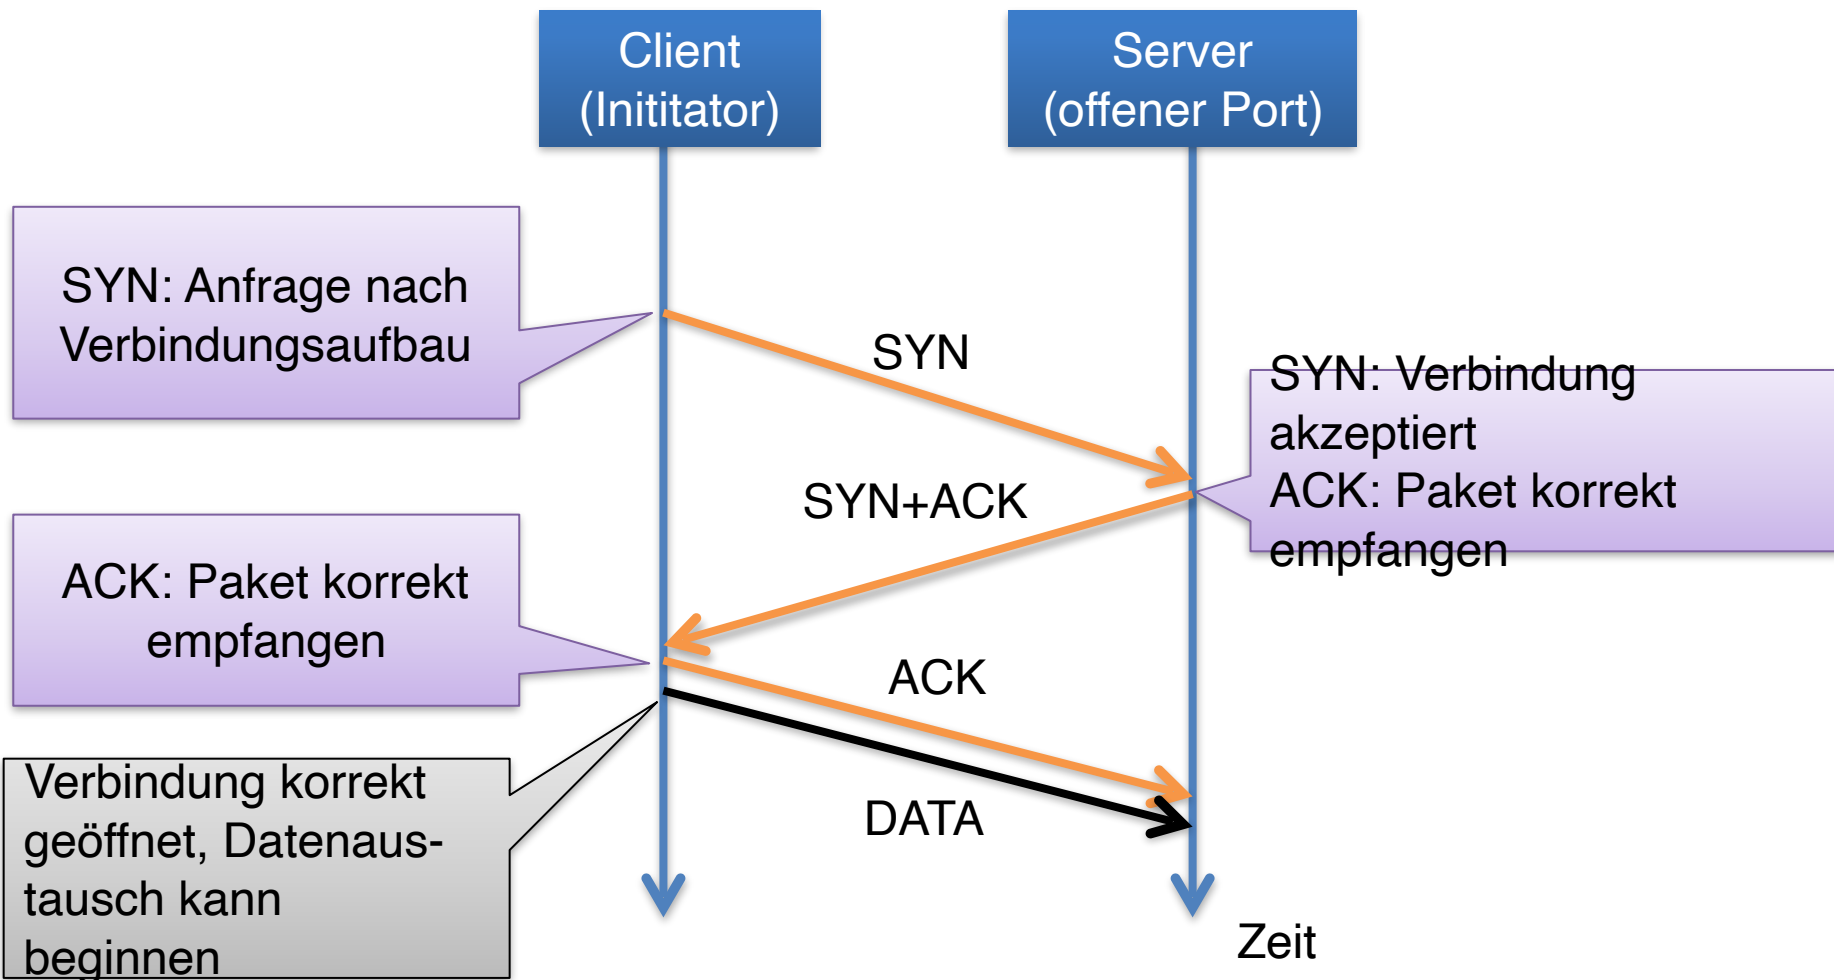 Client
(Inititator)
Server
(offener Port)
SYN: Anfrage nach
Verbindungsaufbau
SYN
SYN: Verbindung
akzeptiert
ACK: Paket korrekt
empfangen
SYN+ACK
ACK: Paket korrekt
empfangen
ACK
Verbindung korrekt
geöffnet, Datenaus-
tausch kann
beginnen
DATA
Zeit